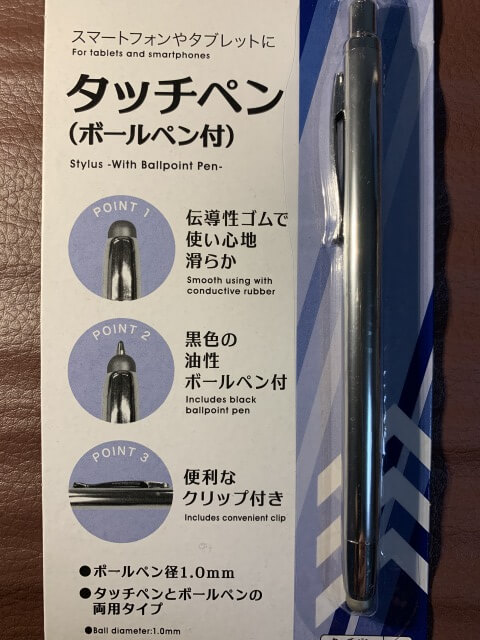 スマートフォンやタブレットに
For tablets and smartphones
タッチペン
(ボールペン付)
Stylus -With Ballpoint Pen-
POINT 1
伝導性ゴムで
使い心地
滑らか
Smooth using with
conductive rubber
POINT 2
黒色の
油性
ボールペン付
Includes black
ballpoint pen
POINT 3
便利な
クリップ付き
Includes convenient clip
●ボールペン径1.0mm
●タッチペンとボールペンの
両用タイプ
●Ball diameter:1.0mm